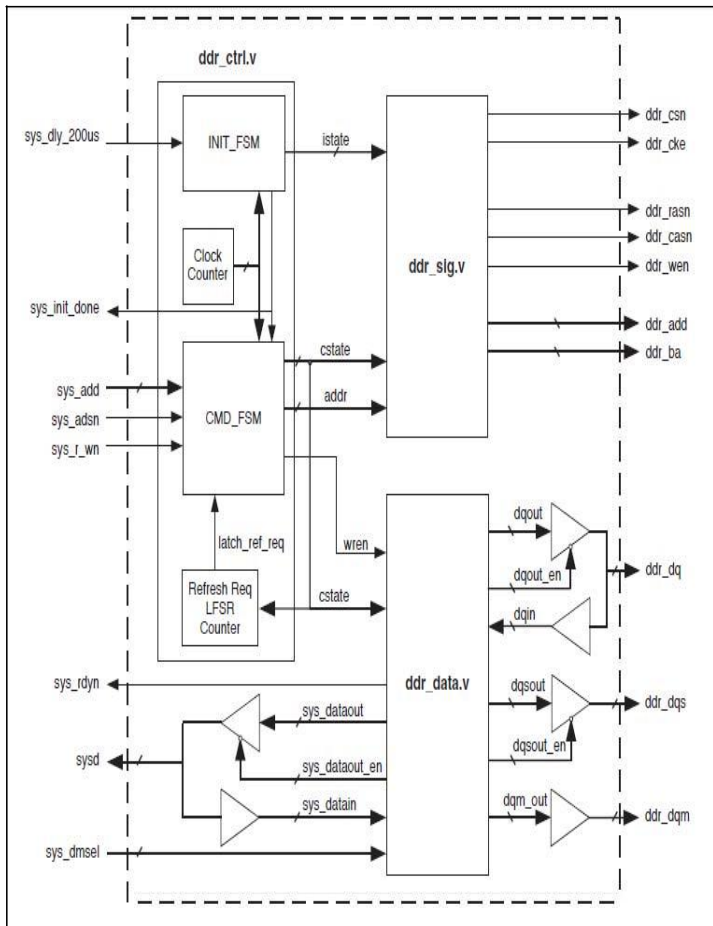 ddr_ctrl.v
sys_dly_200us
INIT_FSM
istate
ddr_csn
ddr_cke
ddr_rasn
ddr_casn
ddr_wen
ddr_add
ddr_ba
ddr_sig.v
Clock
Counter
sys_init_done
sys_add
sys_adsn
sys_r_wn
CMD_FSM
cstate
addr
latch_ref_req
wren
Refresh Req
LFSR
Counter
cstate
dqout
dqout_en
dqin
ddr_dq
ddr_data.v
sys_rdyn
sys_dataout
sysd
sys_dataout_en
sys_datain
sys_dmsel
dqsout
dqsout_en
ddr_dqs
dqm_out
ddr_dqm